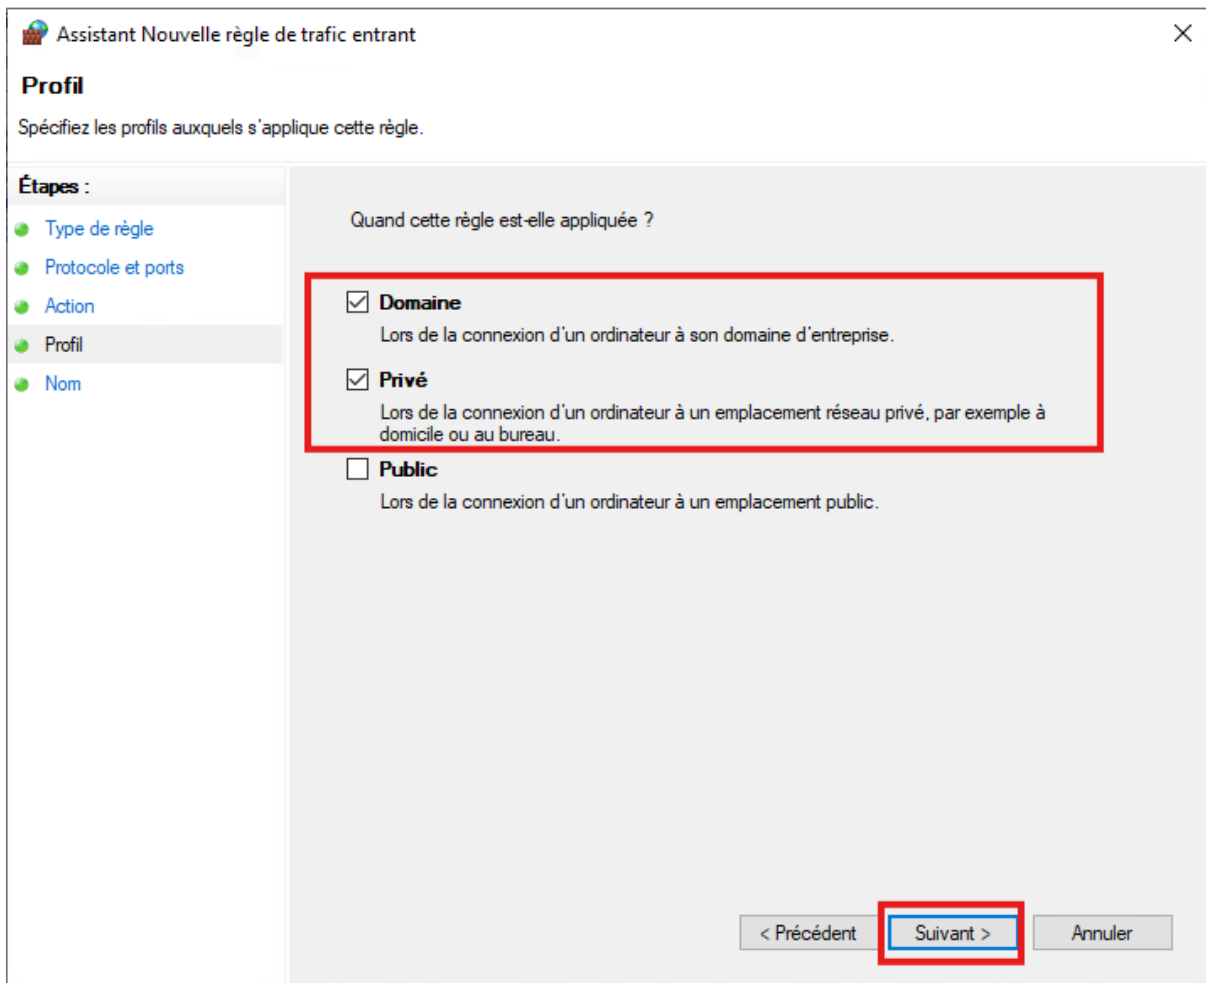 Assistant Nouvelle règle de trafic entrant
Profil
Spécifiez les profils auxquels s'applique cette règle.
Étapes :
Type de règle
Protocole et ports
Action
Profil
Nom
Quand cette règle est-elle appliquée ?
Domaine
Lors de la connexion d'un ordinateur à son domaine d'entreprise.
Privé
Lors de la connexion d'un ordinateur à un emplacement réseau privé, par exemple à
domicile ou au bureau.
Public
Lors de la connexion d'un ordinateur à un emplacement public.
< Précédent
Suivant >
Annuler